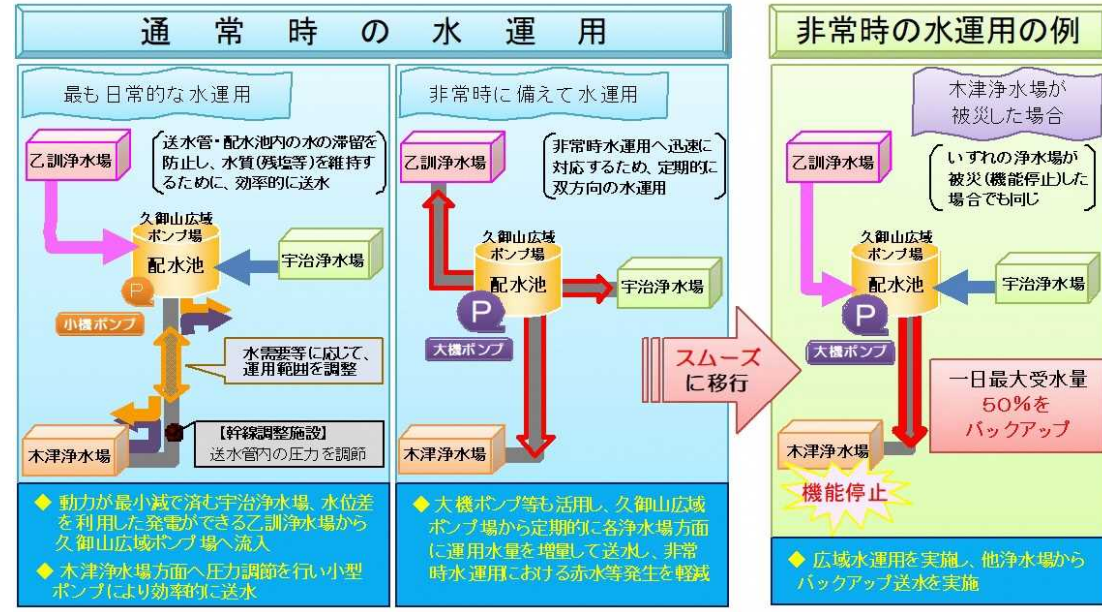 通常時の水運用
最も日常的な水運用
乙訓浄水場
送水管・配水池内の水の滞留を
防止し、水質(残塩等)を維持す
るために、効率的に送水
久御山広域
ポンプ場
配水池
宇治浄水場
P
小機ポンプ
水需要等に応じて、
運用範囲を調整
【幹線調整施設】
送水管内の圧力を調節
木津浄水場
◆ 動力が最小減で済む宇治浄水場、水位差
を利用した発電ができる乙訓浄水場から
久御山広域ポンプ場へ流入
◆ 木津浄水場方面へ圧力調節を行い小型
ポンプにより効率的に送水
非常時に備えて水運用
乙訓浄水場
非常時水運用へ迅速に
対応するため、定期的に
双方向の水運用
久御山広域
ポンプ場
配水池
宇治浄水場
P
大機ポンプ
木津浄水場
◆ 大機ポンプ等も活用し、久御山広域
ポンプ場から定期的に各浄水場方面
に運用水量を増量して送水し、非常
時水運用における赤水等発生を軽減
スムーズ
に移行
非常時の水運用の例
木津浄水場が
被災した場合
乙訓浄水場
いずれの浄水場が
被災(機能停止)した
場合でも同じ
久御山広域
ポンプ場
配水池
宇治浄水場
P
大機ポンプ
一日最大受水量
50%を
バックアップ
木津浄水場
機能停止
◆ 広域水運用を実施し、他浄水場から
バックアップ送水を実施